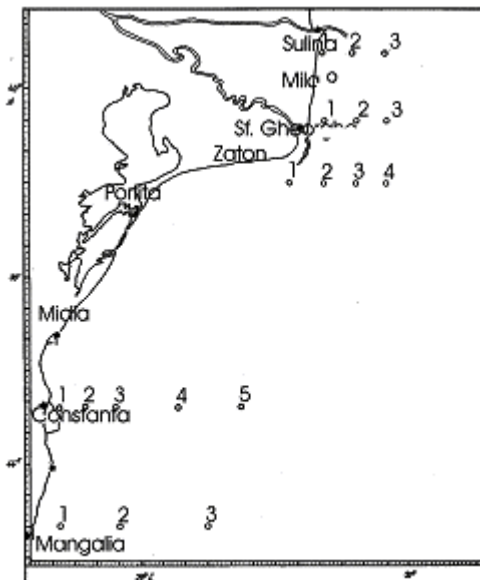 Sulina
1 2 3
Mila
1 2 3
Sf. Gheo
Zaton
1 2 3 4
Portita
Midia
1 2 3 4 5
Constanta
1 2 3
Mangalia